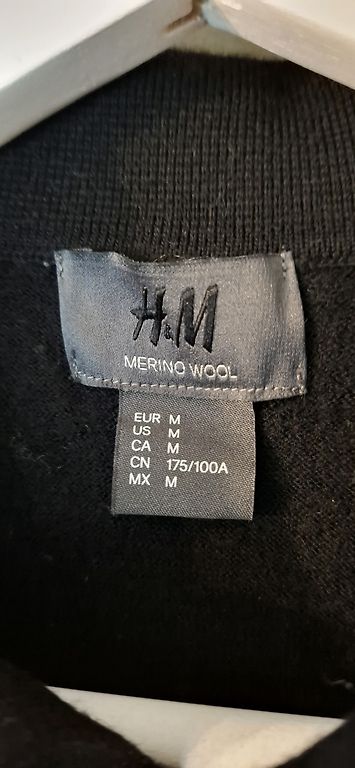 H&M
MERINO WOOL
EUR M
US M
CA M
CN 175/100A
MX M